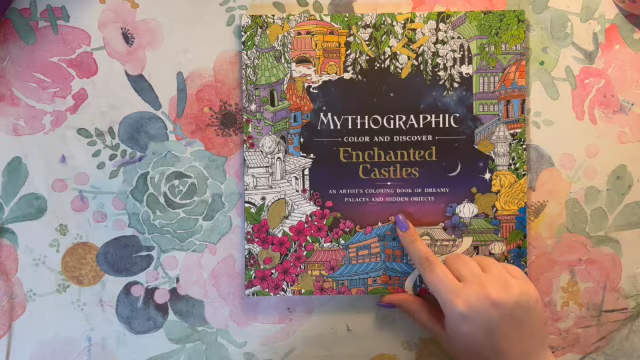 MYTHOGRAPHIC
COLOR AND DISCOVER
Enchanted
Castles
AN ARTIST'S COLORING BOOK OF DREAMY
PALACES AND HIDDEN OBJECTS